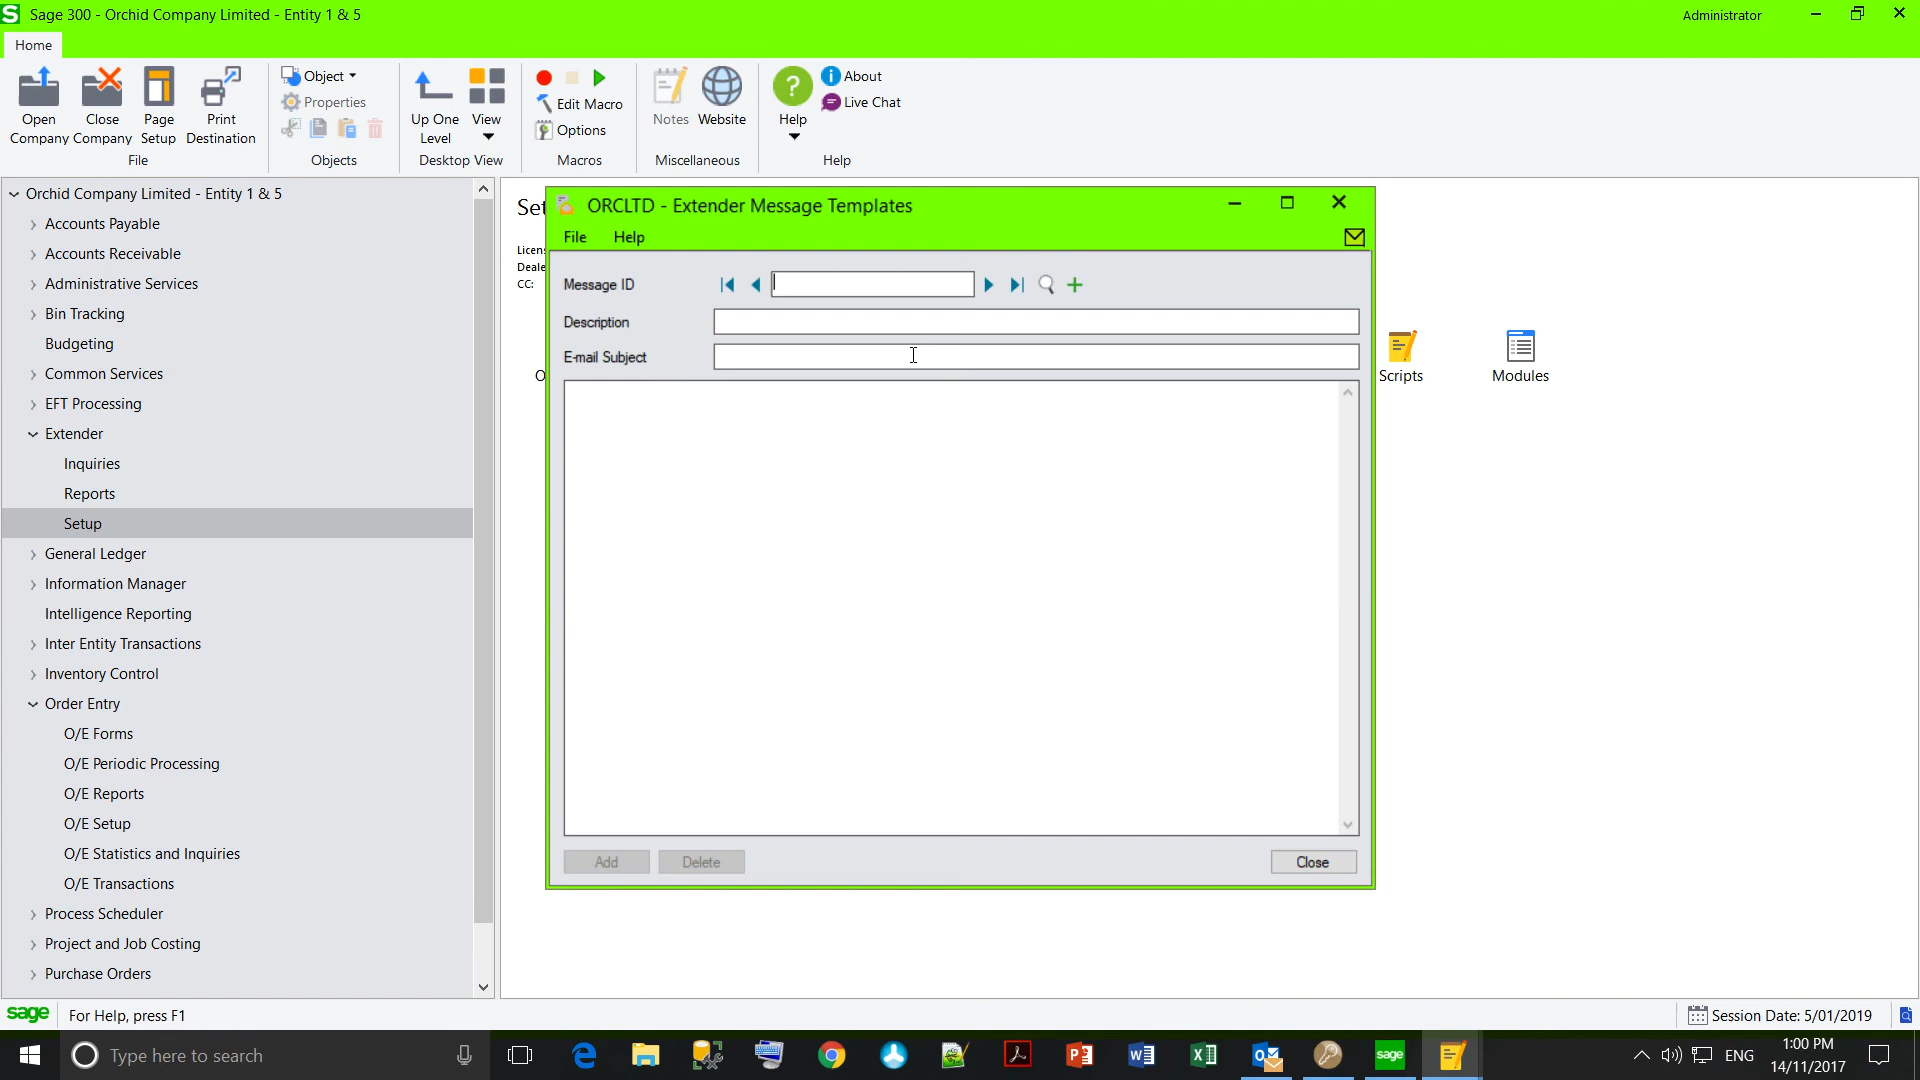 Sage 300 - Orchid Company Limited - Entity 1 & 5
Administrator
Home
Open Company
Close Company
Page Setup
Print Destination
File
Object
Properties
Objects
Up One Level
View
Desktop View
Edit Macro
Options
Macros
Notes
Website
Miscellaneous
Help
About
Live Chat
Help
Orchid Company Limited - Entity 1 & 5
Accounts Payable
Accounts Receivable
Administrative Services
Bin Tracking
Budgeting
Common Services
EFT Processing
Extender
Inquiries
Reports
Setup
General Ledger
Information Manager
Intelligence Reporting
Inter Entity Transactions
Inventory Control
Order Entry
O/E Forms
O/E Periodic Processing
O/E Reports
O/E Setup
O/E Statistics and Inquiries
O/E Transactions
Process Scheduler
Project and Job Costing
Purchase Orders
Set
Licens
Deale
CC:
O
ORCLTD - Extender Message Templates
File Help
Message ID
Description
E-mail Subject
Add Delete Close
Scripts
Modules
sage For Help, press F1
Session Date: 5/01/2019
Type here to search
sage
ENG
1:00 PM
14/11/2017